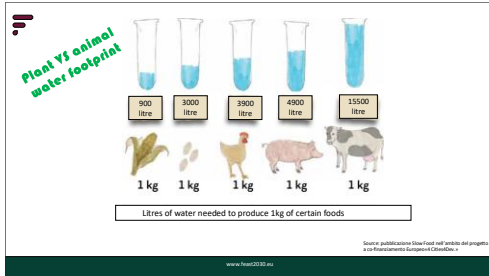 Plant VS animal
water footprint
900
litre
3000
litre
3900
litre
4900
litre
15500
litre
1 kg
1 kg
1 kg
1 kg
1 kg
Litres of water needed to produce 1kg of certain foods
Source: pubblicazione Slow Food nell'ambito del progetto
a co-finanziamento Europeo«4Cities4Dev.»
www.feast2030.eu